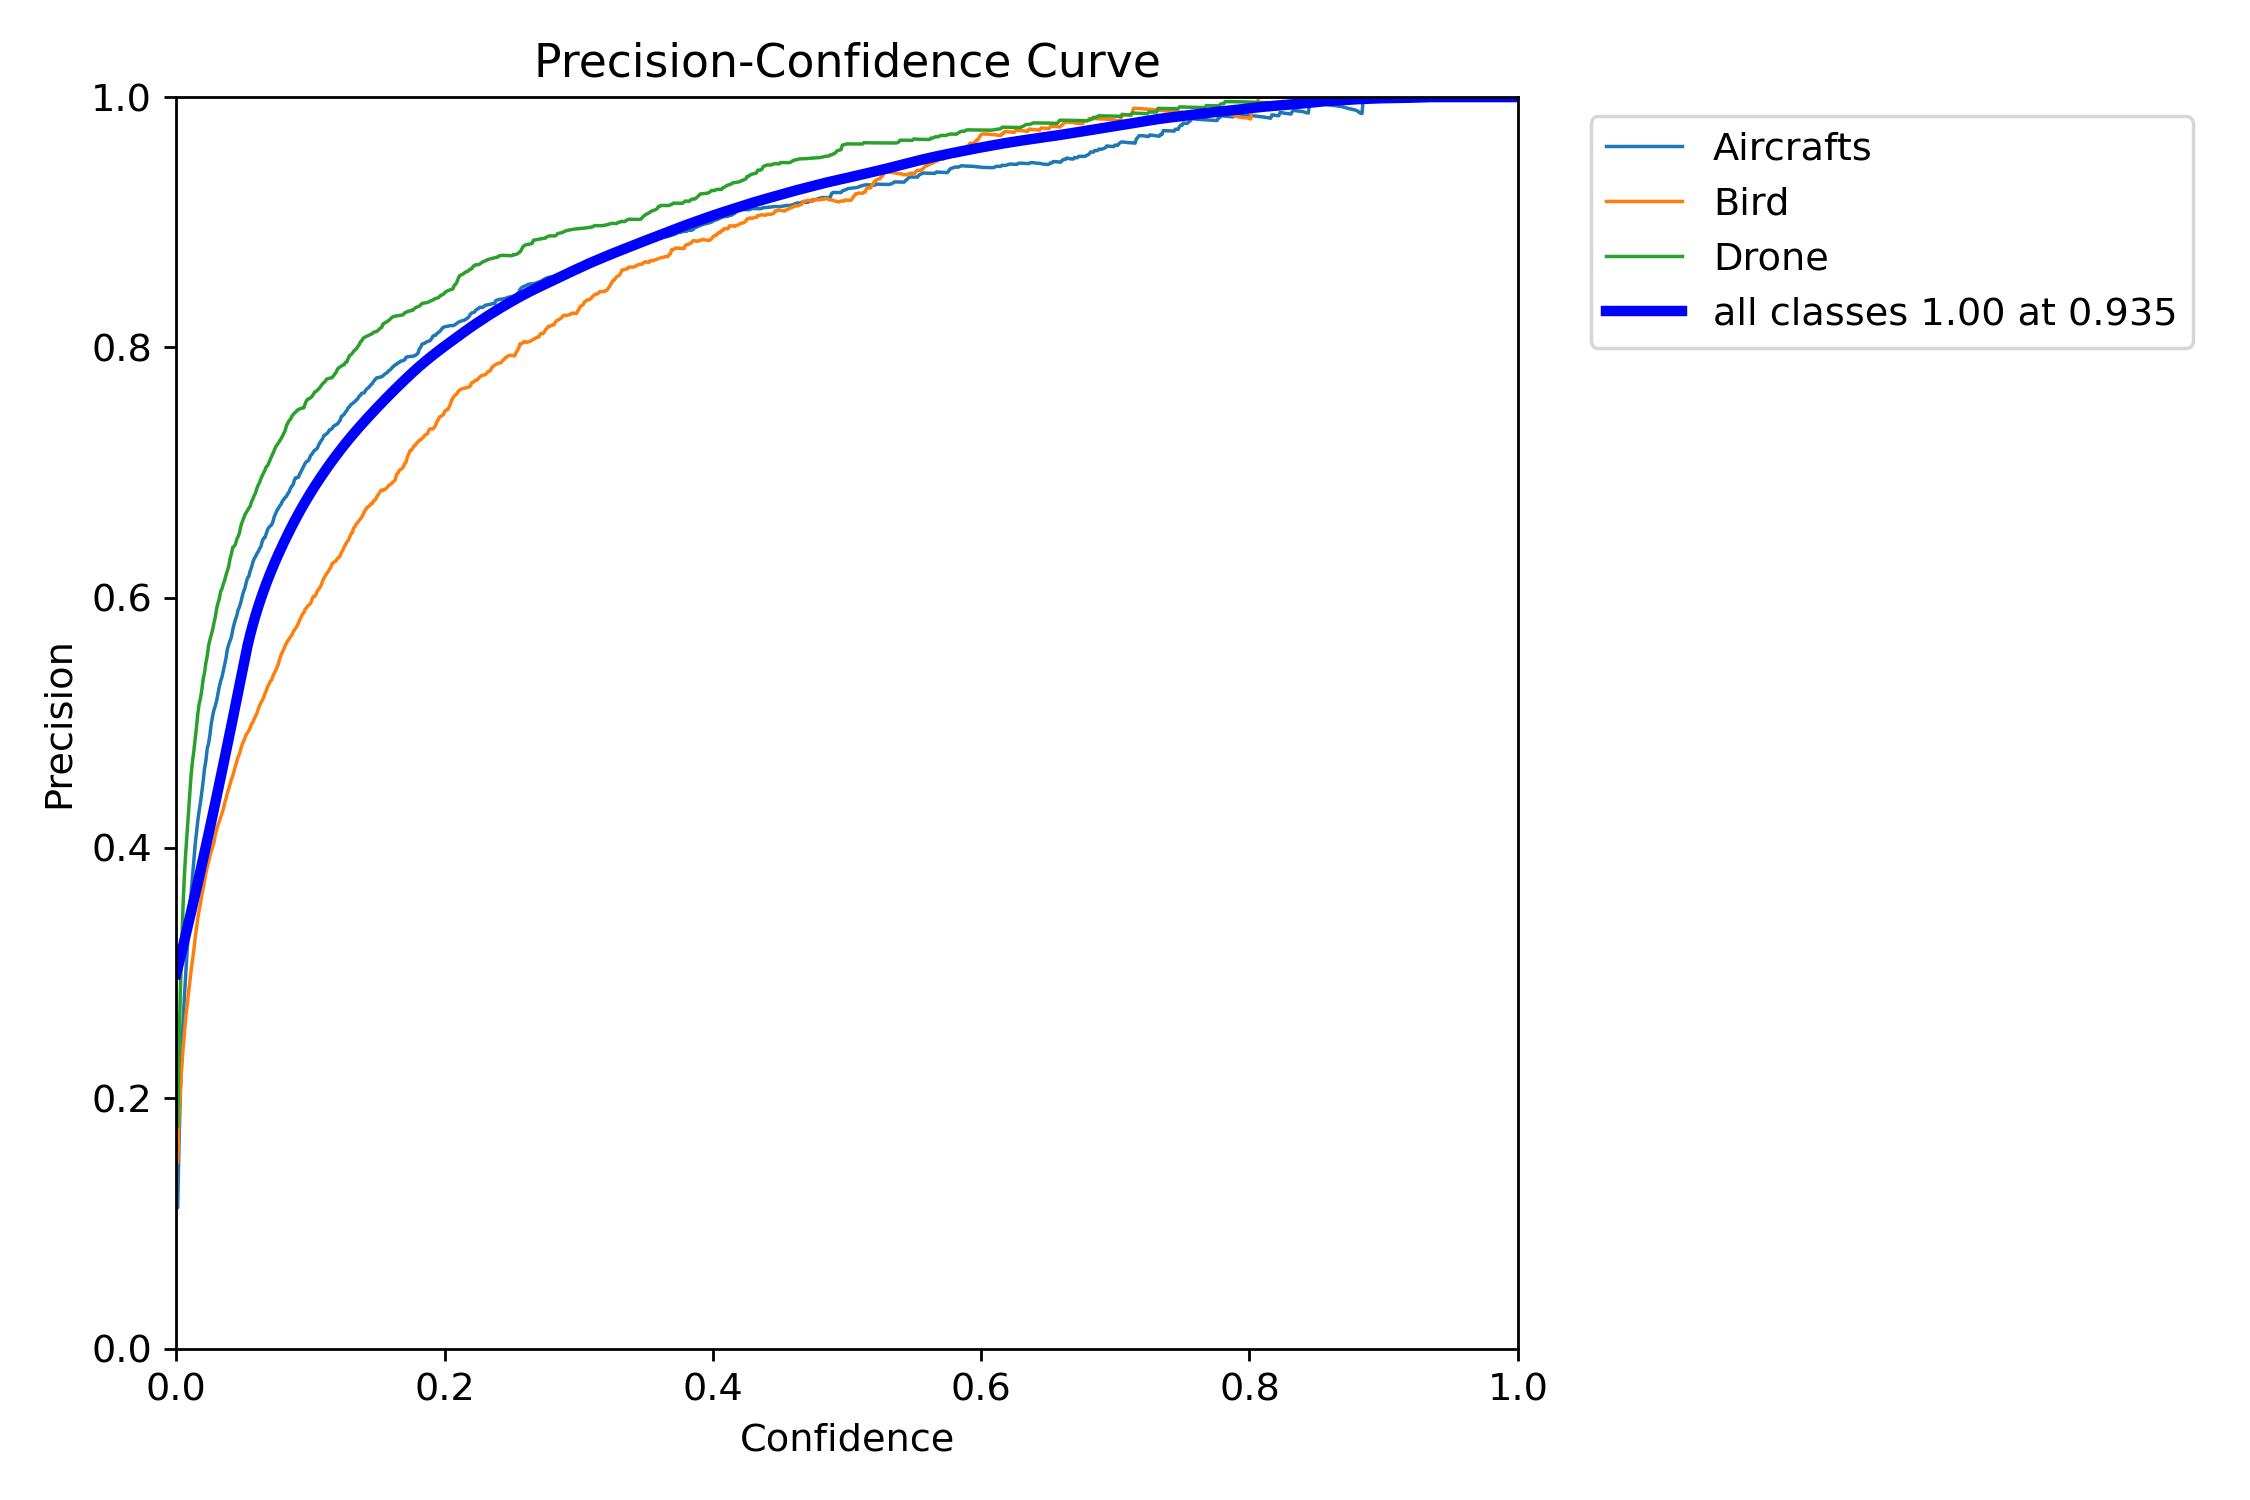 Precision-Confidence Curve
1.0
0.8
0.6
0.4
0.2
0.0
Precision
0.0 0.2 0.4 0.6 0.8 1.0
Confidence
Aircrafts
Bird
Drone
all classes 1.00 at 0.935